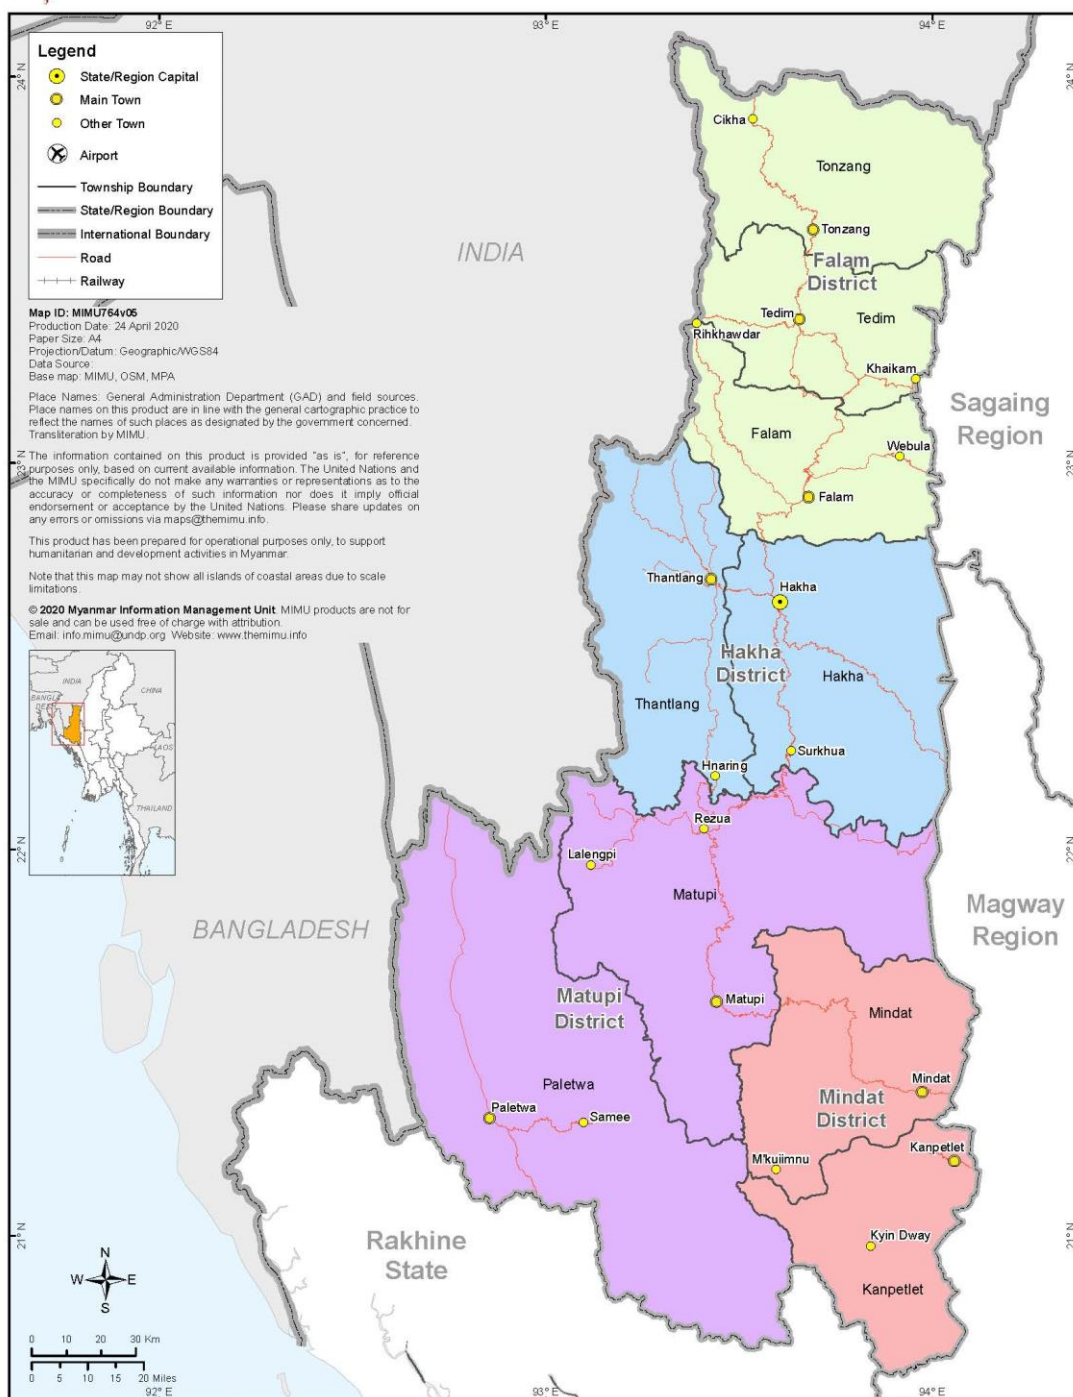 92° E
93° E
94° E
24° N
24° N
Legend
State/Region Capital
Main Town
Other Town
Airport
Township Boundary
State/Region Boundary
International Boundary
Road
Railway
Map ID: MIMU764v05
Production Date: 24 April 2020
Paper Size: A4
Projection/Datum: Geographic/WGS84
Data Source:
Base map: MIMU, OSM, MPA
Place Names: General Administration Department (GAD) and field sources.
Place names on this product are in line with the general cartographic practice to
reflect the names of such places as designated by the government concerned.
Transliteration by MIMU.
The information contained on this product is provided "as is", for reference
purposes only, based on current available information. The United Nations and
the MIMU specifically do not make any warranties or representations as to the
accuracy or completeness of such information nor does it imply official
endorsement or acceptance by the United Nations. Please share updates on
any errors or omissions via maps@themimu.info.
This product has been prepared for operational purposes only, to support
humanitarian and development activities in Myanmar.
Note that this map may not show all islands of coastal areas due to scale
limitations.
© 2020 Myanmar Information Management Unit. MIMU products are not for
sale and can be used free of charge with attribution.
Email: info.mimu@undp.org Website: www.themimu.info
INDIA
CHINA
BANGLA
DE
LAOS
THAILAND
INDIA
Cikha
Tonzang
Tonzang
Falam
District
Tedim
Tedim
Rihkhawdar
Khaikam
Sagaing
Region
Falam
Webula
23° N
23° N
Falam
Thantlang
Hakha
Hakha
District
Hakha
Thantlang
Surkhua
Hnaring
Rezua
22° N
22° N
Lalengpi
Matupi
BANGLADESH
Magway
Region
Matupi
District
Matupi
Mindat
Paletwa
Mindat
Mindat
District
Paletwa
Samee
M'kuiimnu
Kanpetlet
Kyin Dway
Kanpetlet
Rakhine
State
21° N
21° N
N
W
E
S
0 10 20 30 Km
0 5 10 15 20 Miles
92° E
93° E
94° E